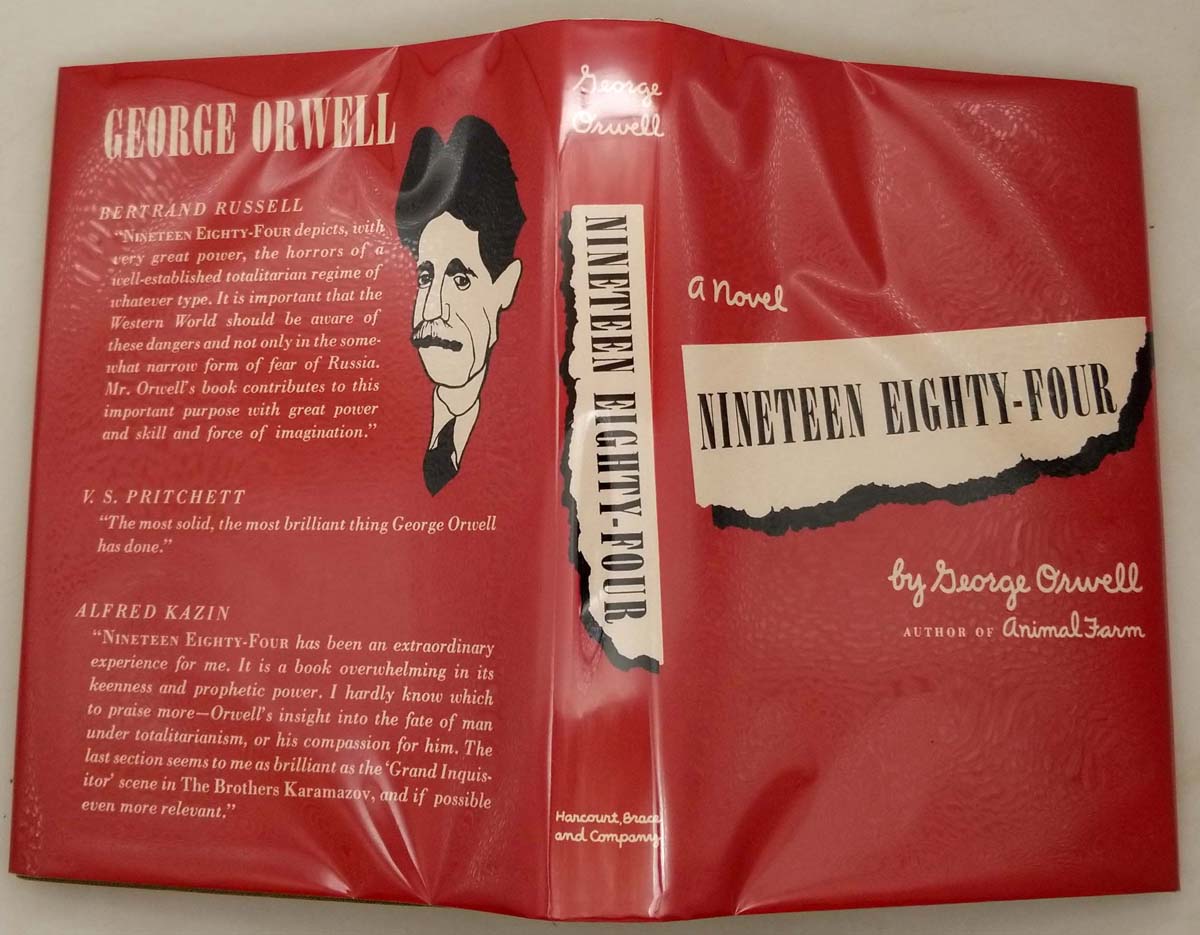 GEORGE ORWELL
BERTRAND RUSSELL
"NINETEEN EIGHTY-FOUR depicts, with
very great power, the horrors of a
well-established totalitarian regime of
whatever type. It is important that the
Western World should be aware of
these dangers and not only in the some-
what narrow form of fear of Russia.
Mr. Orwell's book contributes to this
important purpose with great power
and skill and force of imagination."
V. S. PRITCHETT
"The most solid, the most brilliant thing George Orwell
has done."
ALFRED KAZIN
"NINETEEN EIGHTY-FOUR has been an extraordinary
experience for me. It is a book overwhelming in its
keenness and prophetic power. I hardly know which
to praise more—Orwell's insight into the fate of man
under totalitarianism, or his compassion for him. The
last section seems to me as brilliant as the 'Grand Inquis-
itor' scene in The Brothers Karamazov, and if possible
even more relevant."
George
Orwell
NINETEEN EIGHTY-FOUR
Harcourt, Brace
and Company
A Novel
NINETEEN EIGHTY-FOUR
by George Orwell
AUTHOR OF Animal Farm